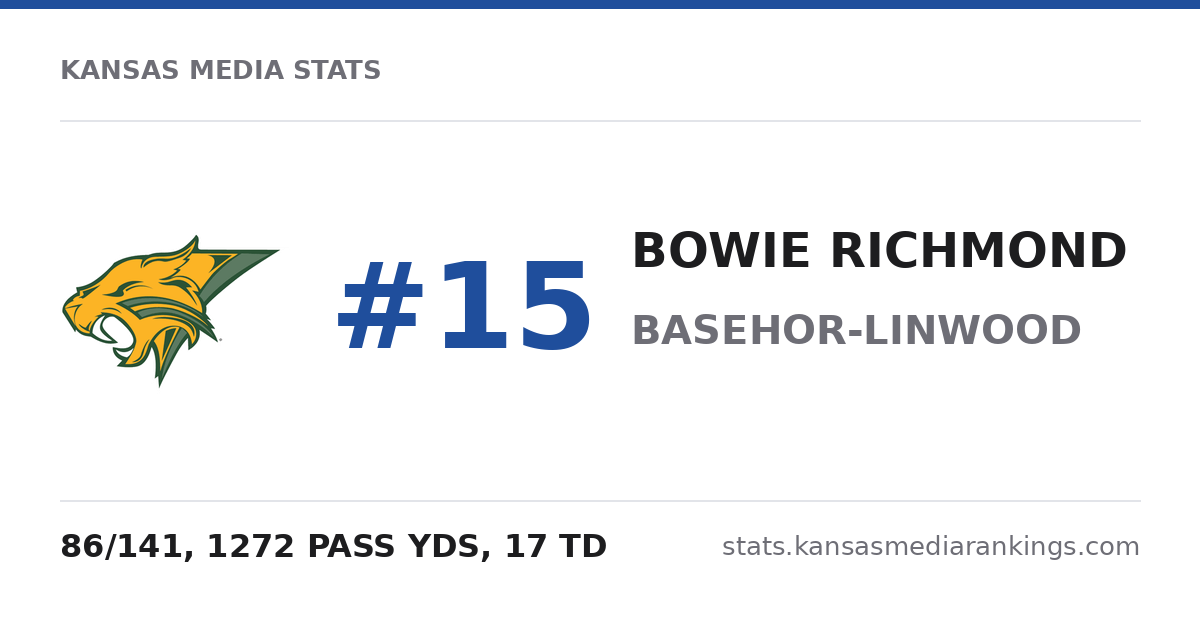 KANSAS MEDIA STATS
#15
BOWIE RICHMOND
BASEHOR-LINWOOD
86/141, 1272 PASS YDS, 17 TD
stats.kansasmediarankings.com